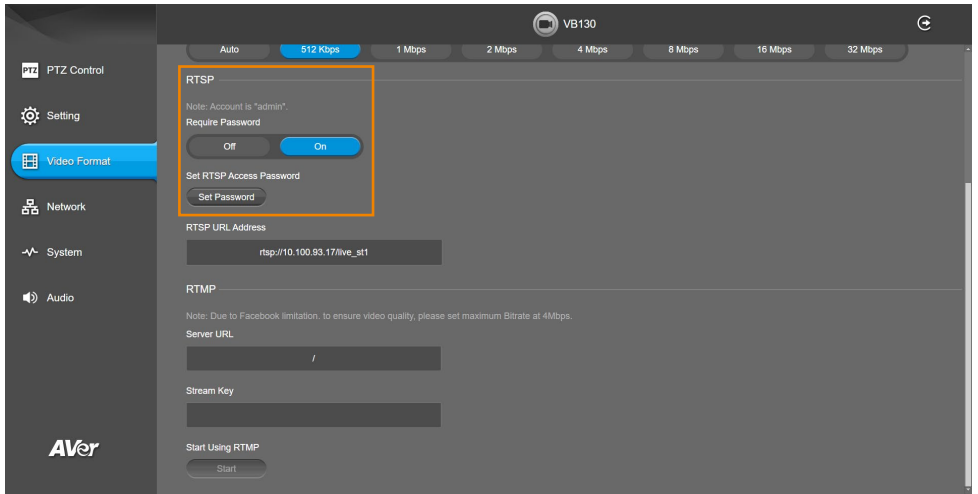 VB130
Auto 512 Kbps 1 Mbps 2 Mbps 4 Mbps 8 Mbps 16 Mbps 32 Mbps
PTZ PTZ Control
Setting
Video Format
Network
System
Audio
AVer
RTSP
Note: Account is "admin".
Require Password
Off On
Set RTSP Access Password
Set Password
RTSP URL Address
rtsp://10.100.93.17/live_st1
RTMP
Note: Due to Facebook limitation. to ensure video quality, please set maximum Bitrate at 4Mbps.
Server URL
/
Stream Key
Start Using RTMP
Start